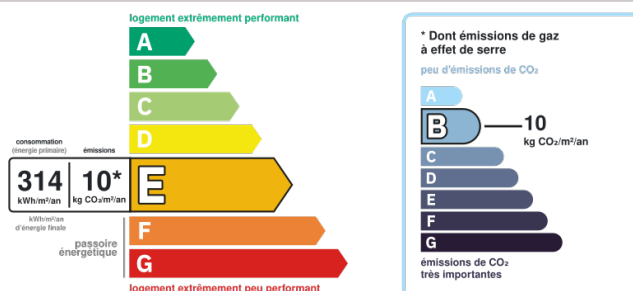 logement extrêmement performant
A
B
C
D
consommation
(énergie primaire)
émissions
314
kWh/m²/an
10*
kg CO₂/m²/an
E
kWh/m²/an
d'énergie finale
passoire
énergétique
F
G
logement extrêmement peu performant
* Dont émissions de gaz
à effet de serre
peu d'émissions de CO₂
A
B
10
kg CO₂/m²/an
C
D
E
F
G
émissions de CO₂
très importantes